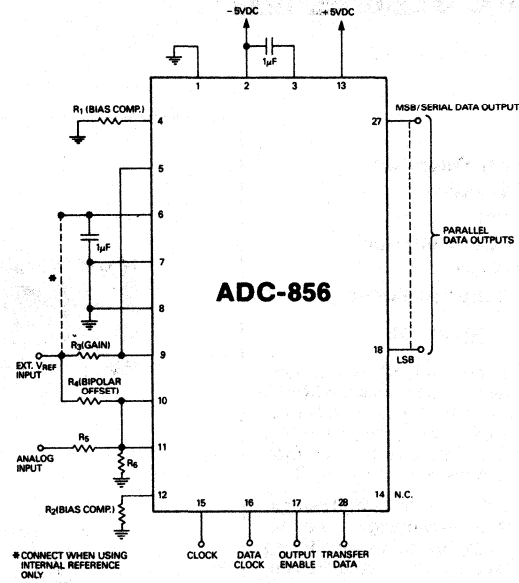 – 5VDC
+ 5VDC
1µF
1
2
3
13
R1 (BIAS COMP.)
4
27
MSB/SERIAL DATA OUTPUT
5
6
1µF
7
*
8
ADC-856
PARALLEL
DATA OUTPUTS
R3(GAIN)
9
18
LSB
EXT. VREF
INPUT
R4(BIPOLAR
OFFSET)
10
R5
11
ANALOG
INPUT
R6
12
14
N.C.
R2(BIAS COMP.)
15
16
17
28
* CONNECT WHEN USING
INTERNAL REFERENCE
ONLY
CLOCK
DATA
CLOCK
OUTPUT
ENABLE
TRANSFER
DATA